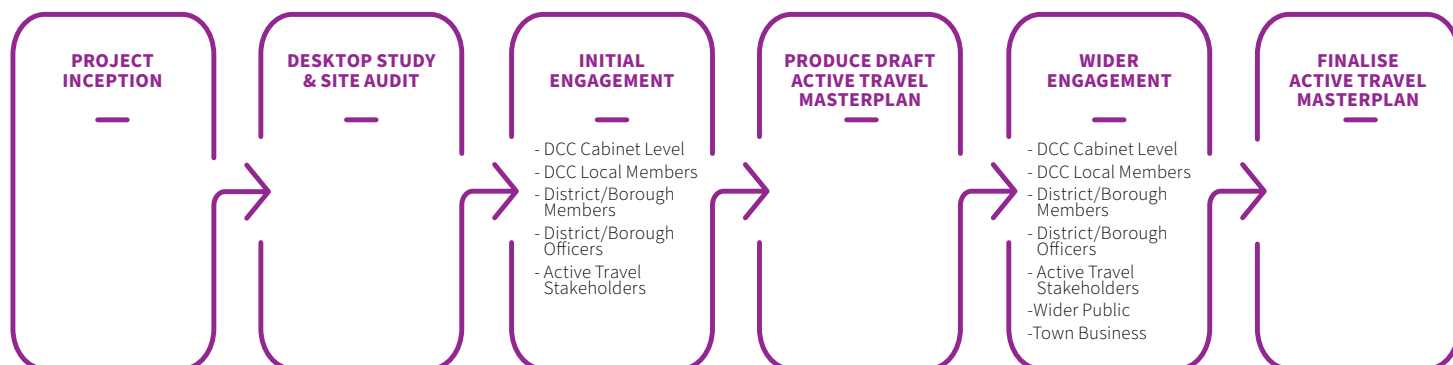 PROJECT
INCEPTION
DESKTOP STUDY
& SITE AUDIT
INITIAL
ENGAGEMENT
- DCC Cabinet Level
- DCC Local Members
- District/Borough
Members
- District/Borough
Officers
- Active Travel
Stakeholders
PRODUCE DRAFT
ACTIVE TRAVEL
MASTERPLAN
WIDER
ENGAGEMENT
- DCC Cabinet Level
- DCC Local Members
- District/Borough
Members
- District/Borough
Officers
- Active Travel
Stakeholders
-Wider Public
-Town Business
FINALISE
ACTIVE TRAVEL
MASTERPLAN